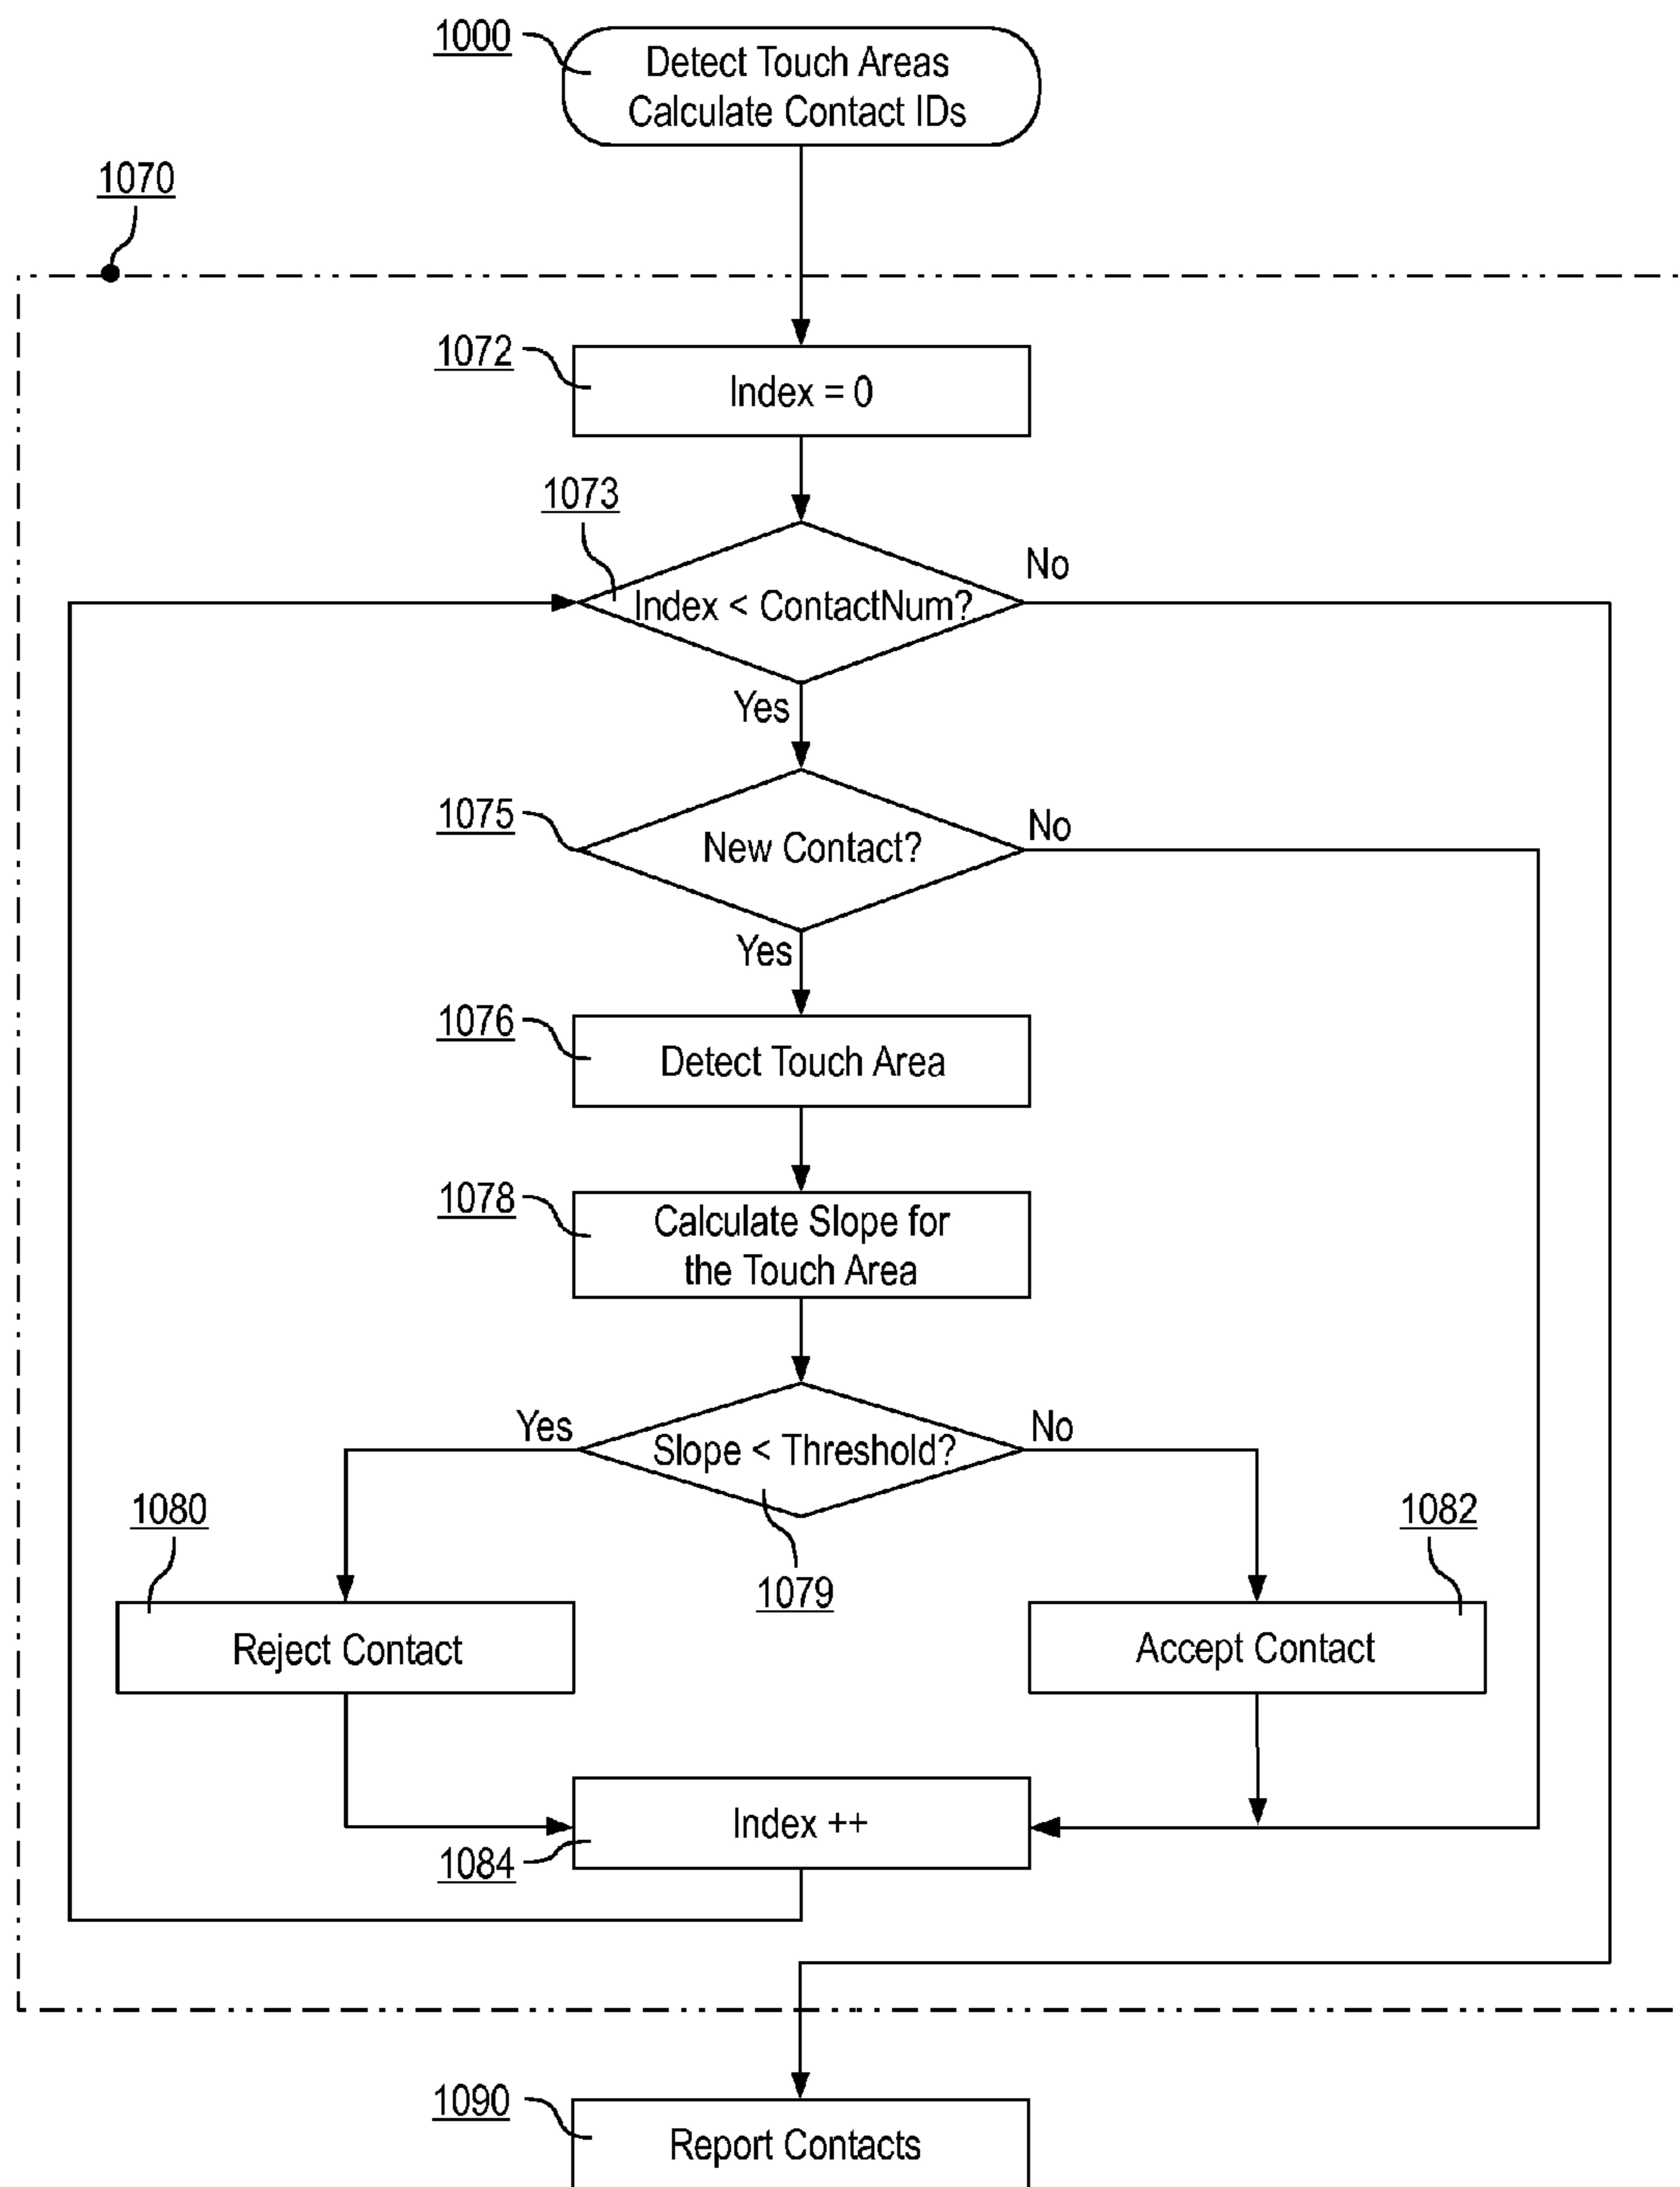 1000
Detect Touch Areas
Calculate Contact IDs
1070
1072
Index = 0
1073
No
Index < ContactNum?
Yes
1075
No
New Contact?
Yes
1076
Detect Touch Area
1078
Calculate Slope for
the Touch Area
Yes
No
Slope < Threshold?
1080
1082
1079
Reject Contact
Accept Contact
Index ++
1084
1090
Report Contacts